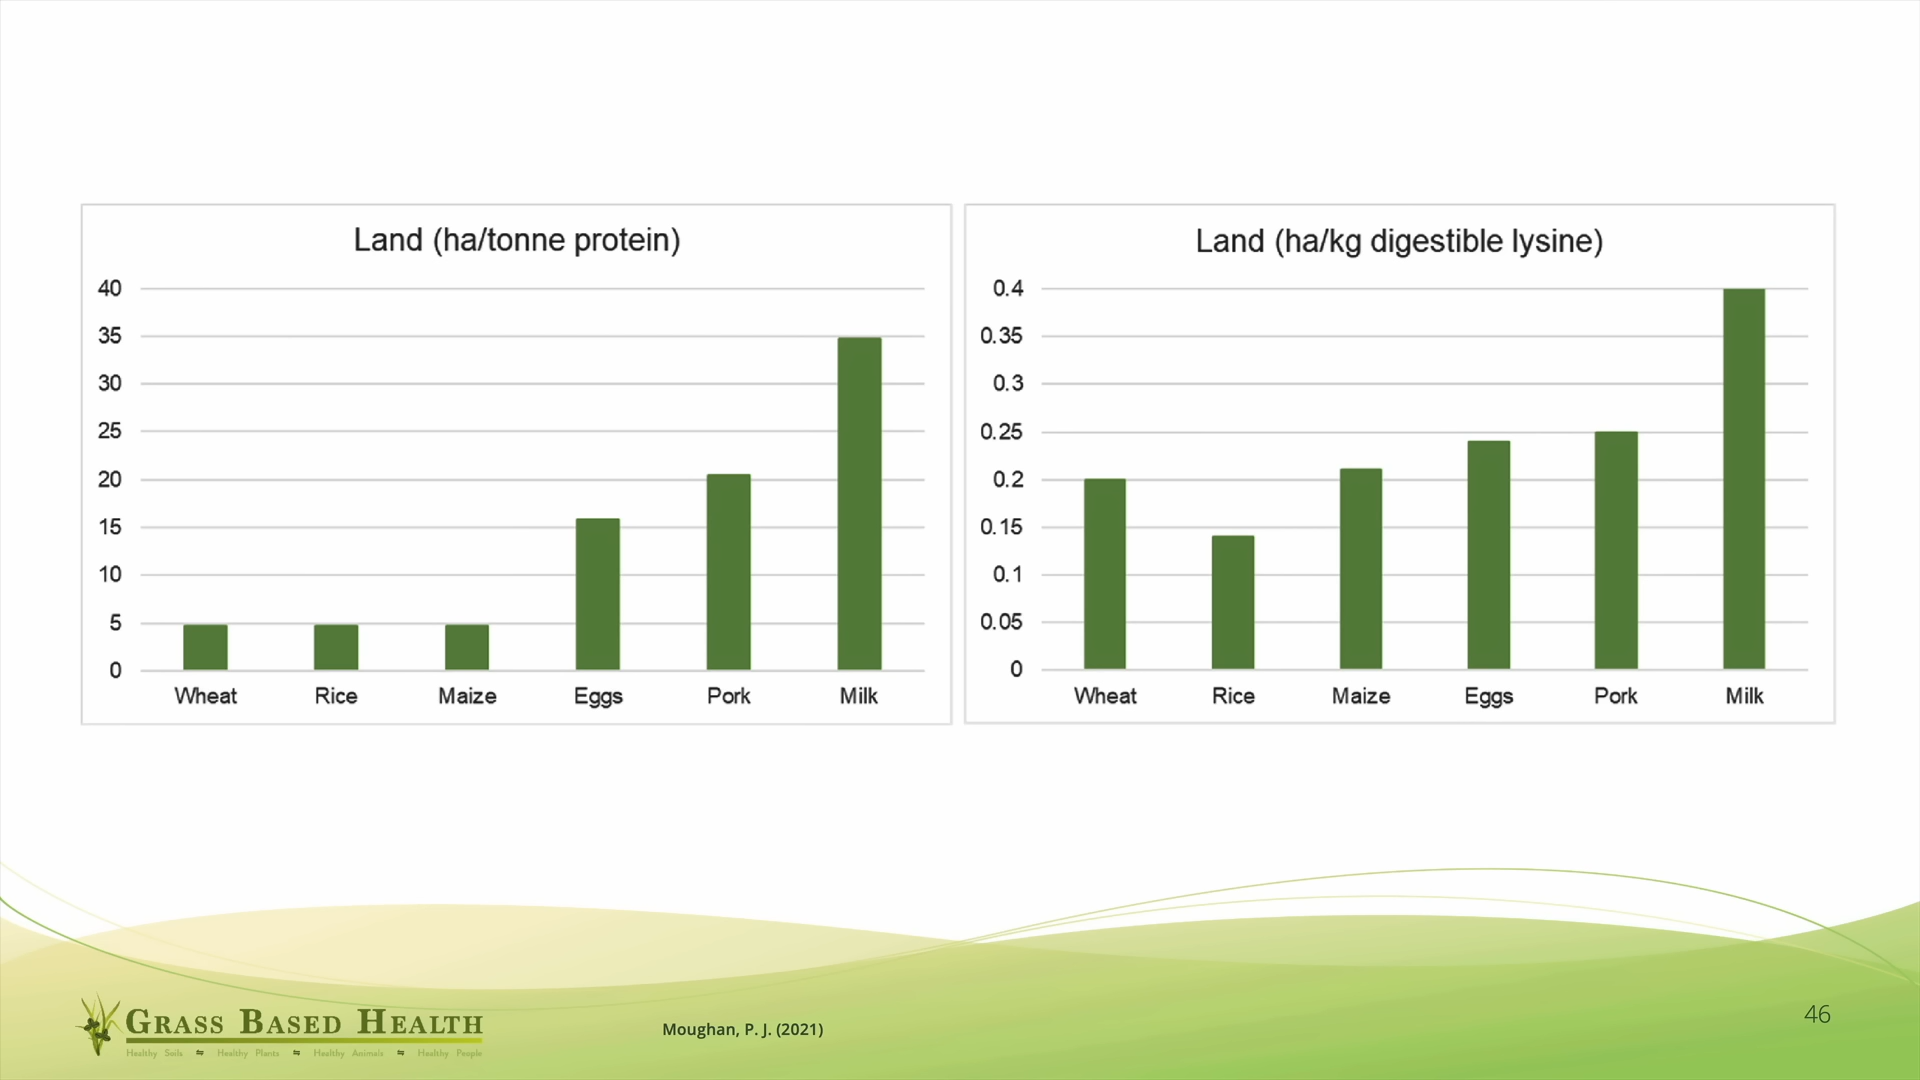 Land (ha/tonne protein)
40
35
30
25
20
15
10
5
0
Wheat Rice Maize Eggs Pork Milk
Land (ha/kg digestible lysine)
0.4
0.35
0.3
0.25
0.2
0.15
0.1
0.05
0
Wheat Rice Maize Eggs Pork Milk
GRASS BASED HEALTH
Healthy Soils ⇋ Healthy Plants ⇋ Healthy Animals ⇋ Healthy People
Moughan, P. J. (2021)
46